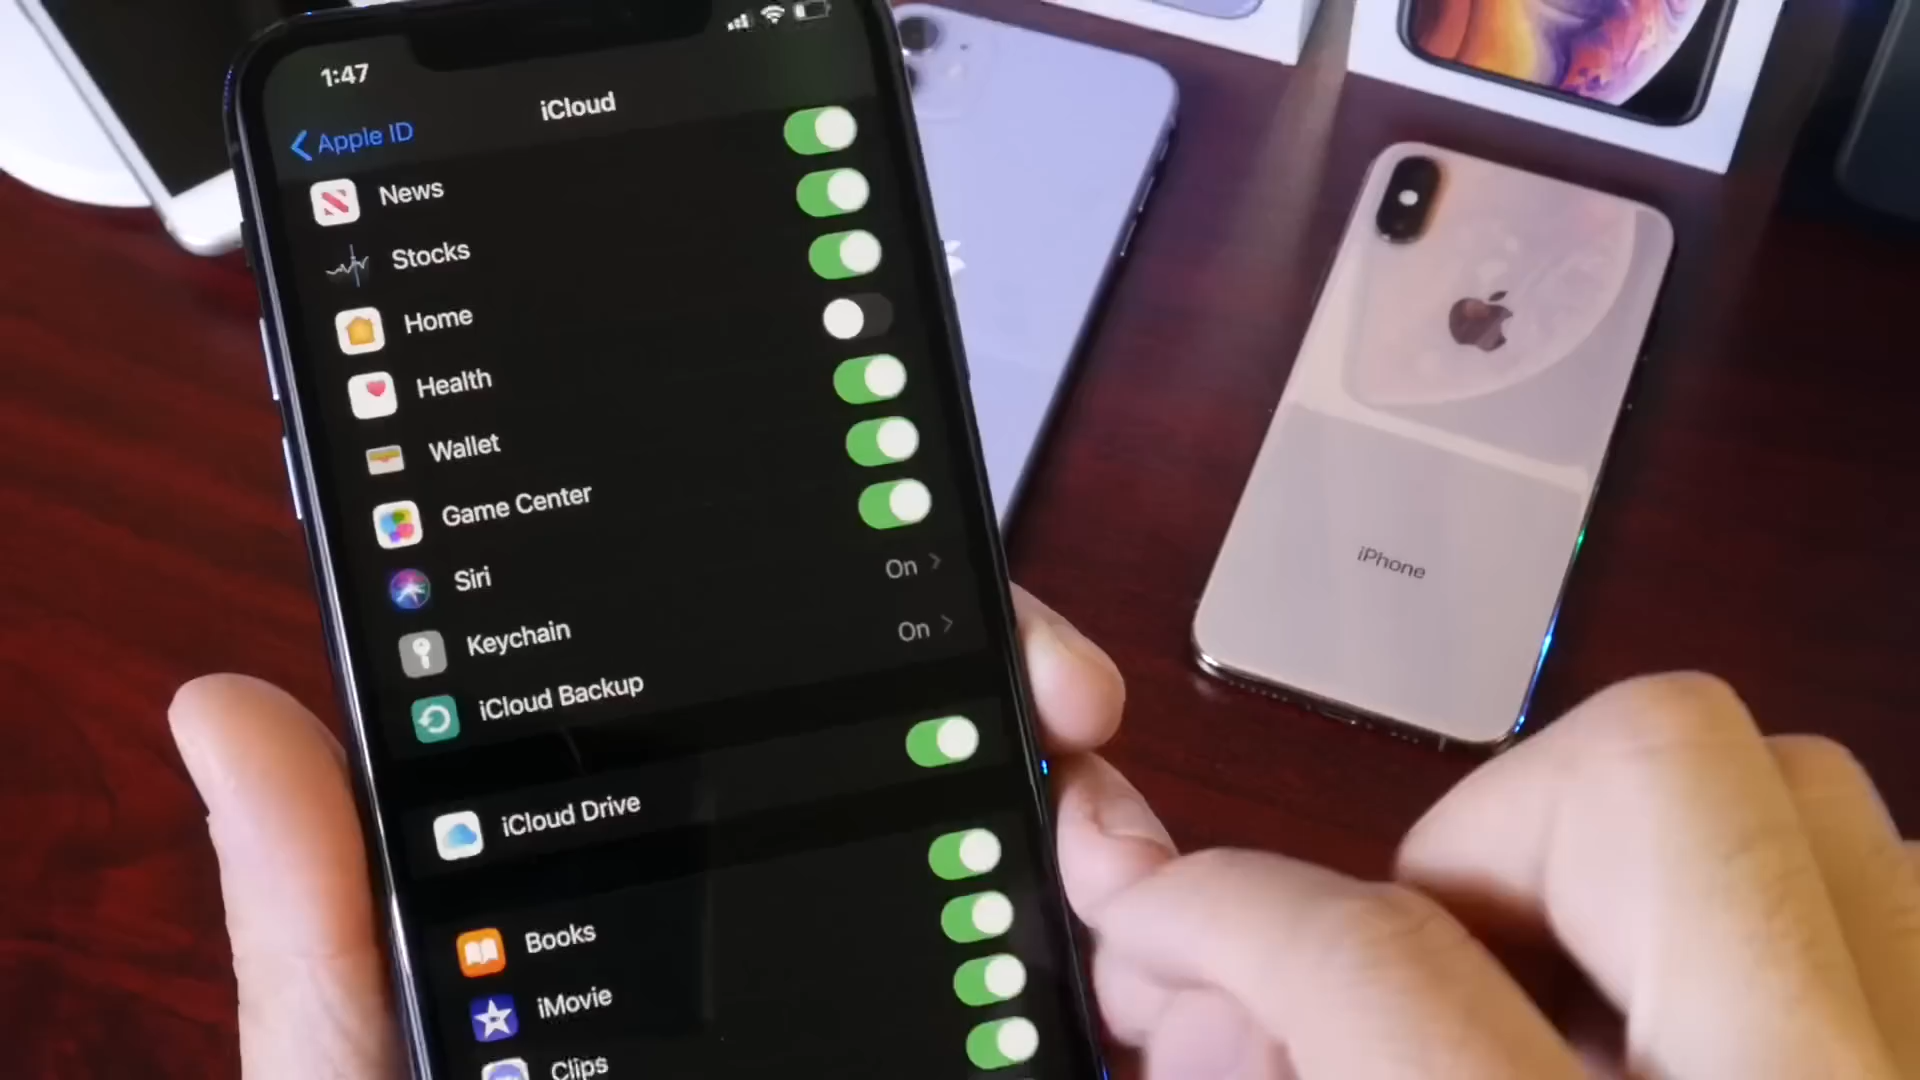 1:47
iCloud
Apple ID
News
Stocks
Home
Health
Wallet
Game Center
Siri
Keychain
On
iCloud Backup
On
iCloud Drive
Books
iMovie
Clips
iPhone